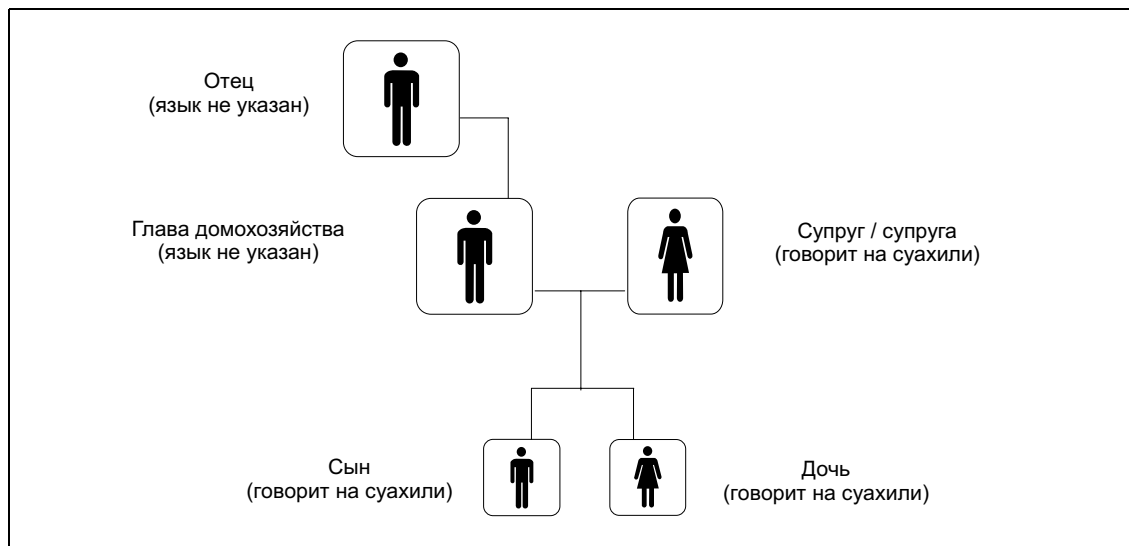 Отец
(язык не указан)
Глава домохозяйства
(язык не указан)
Супруг / супруга
(говорит на суахили)
Сын
(говорит на суахили)
Дочь
(говорит на суахили)